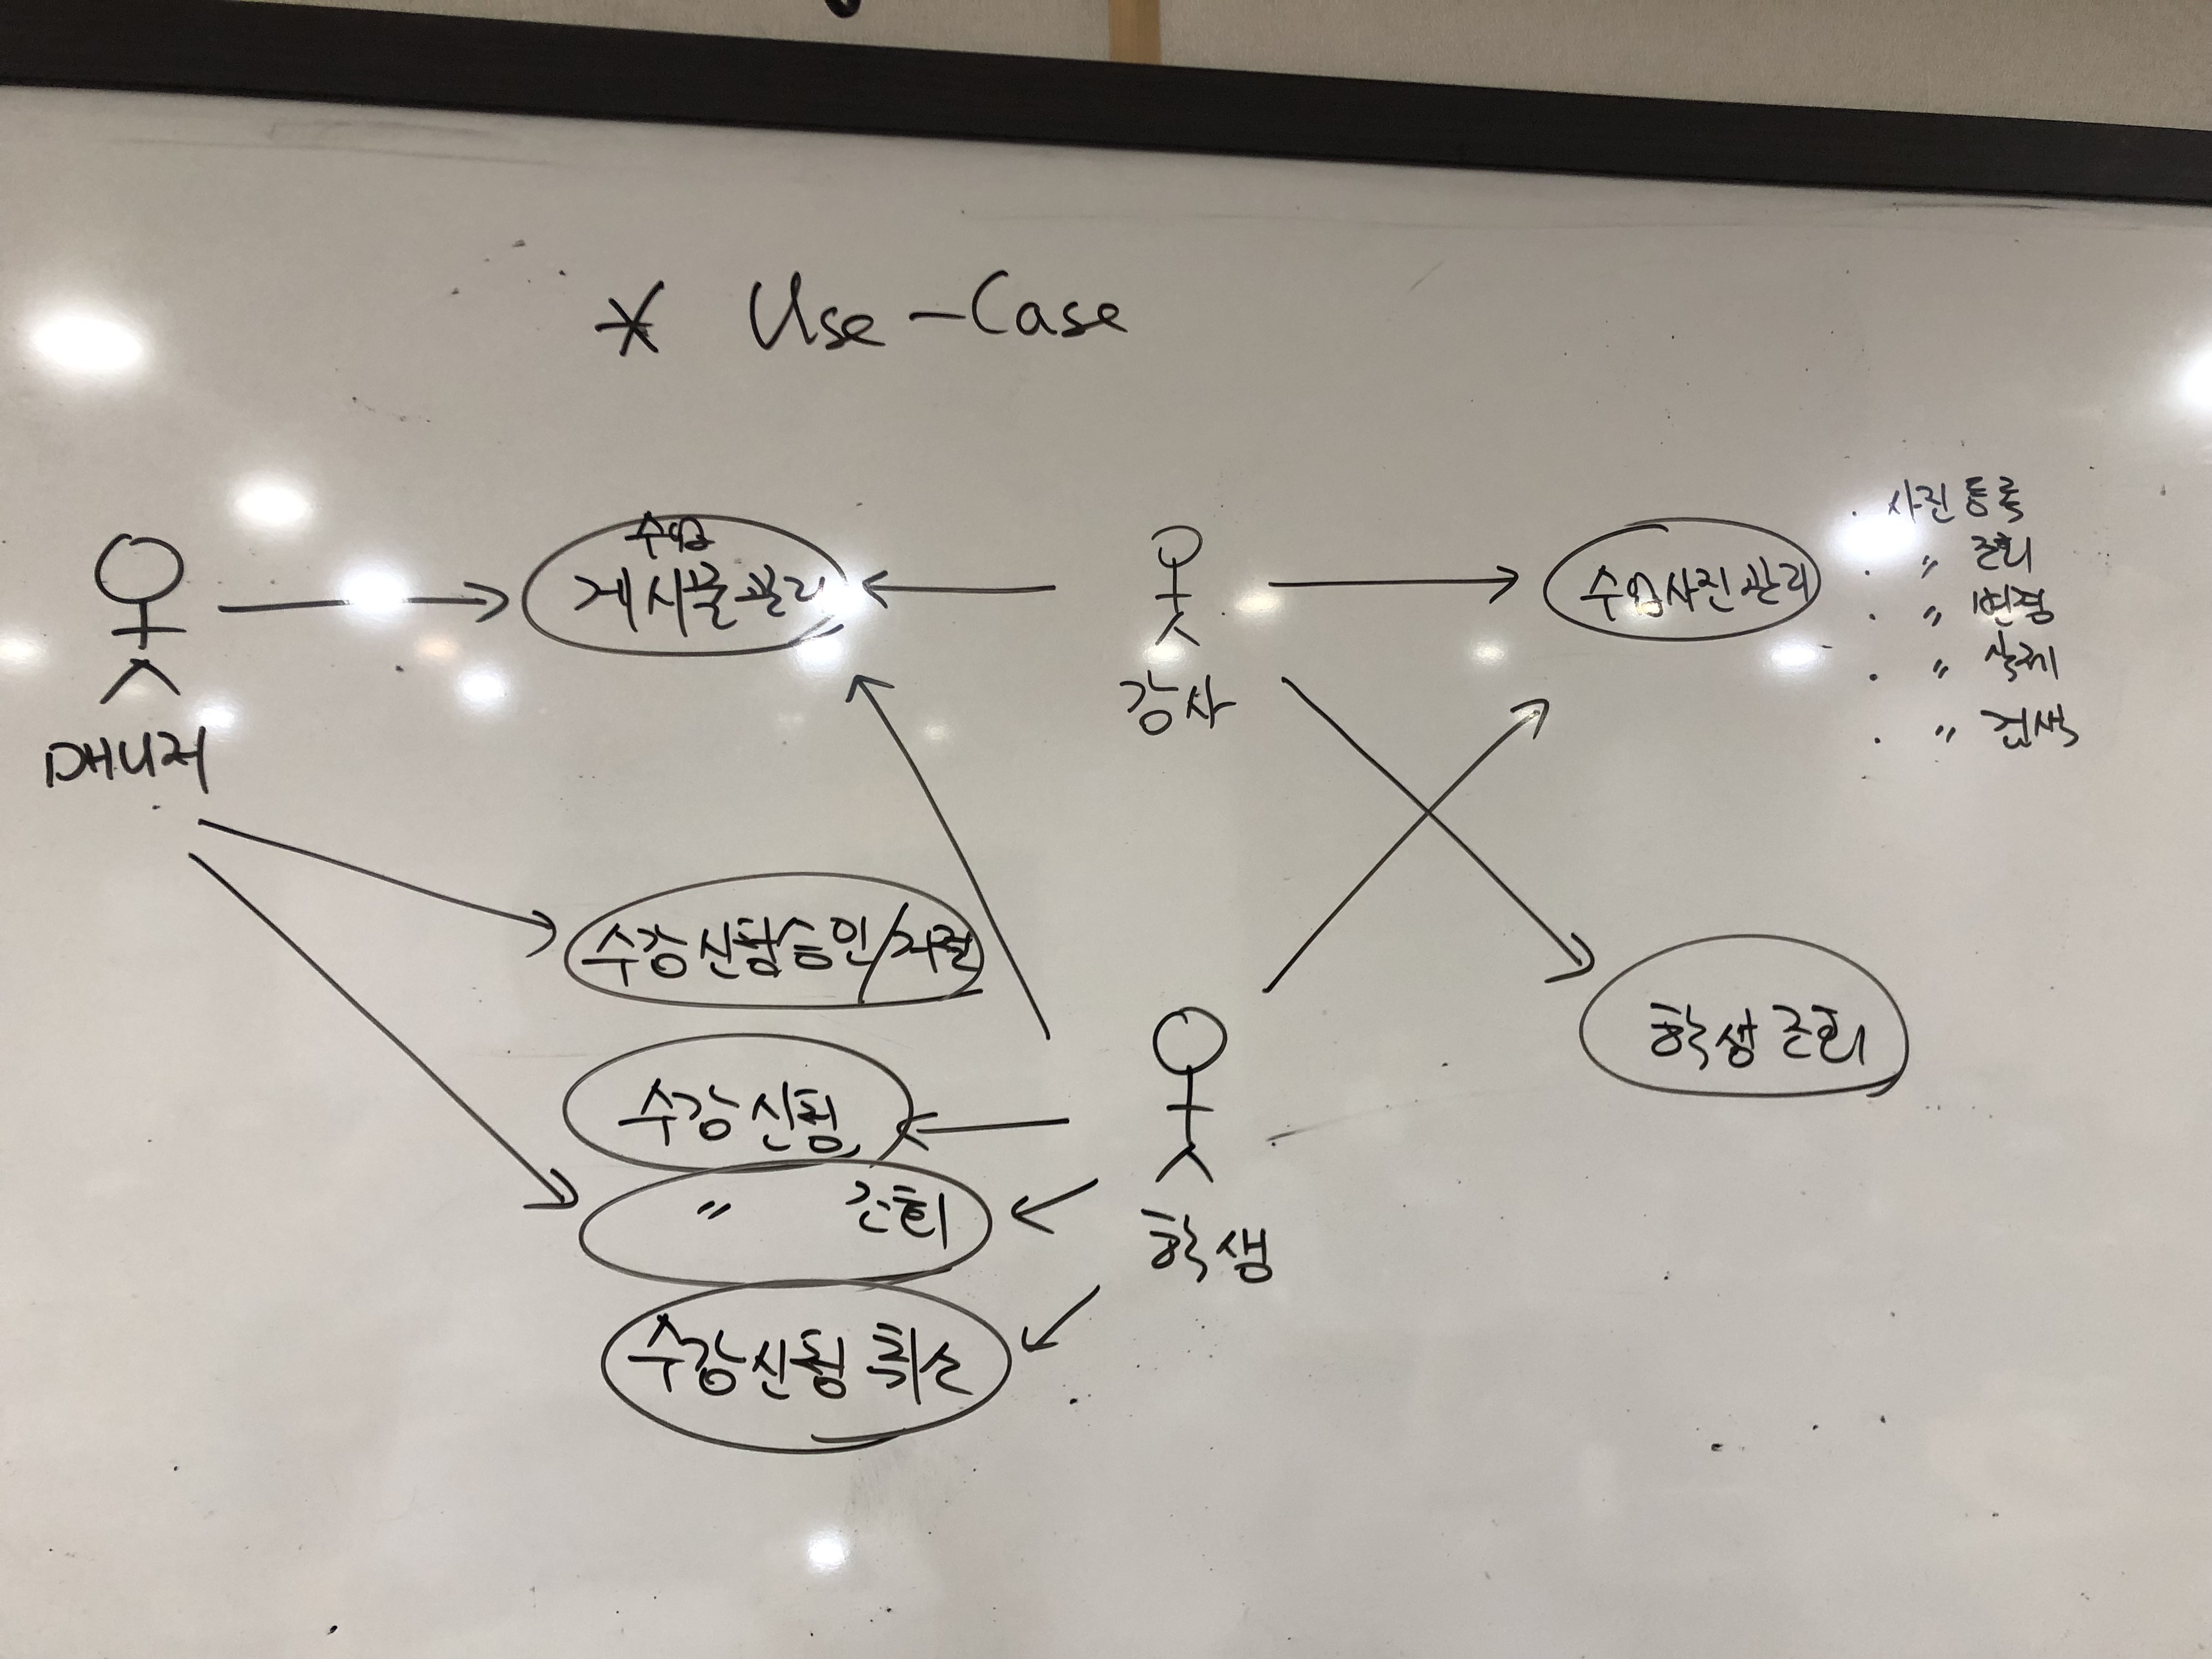 * Use-Case
수업
게시물관리
매니저
강사
수업사진관리
. 사진등록
. 〃 조회
. 〃 변경
. 〃 삭제
. 〃 검색
수강신청승인/거절
수강신청
〃 조회
수강신청 취소
학생
학생 조회